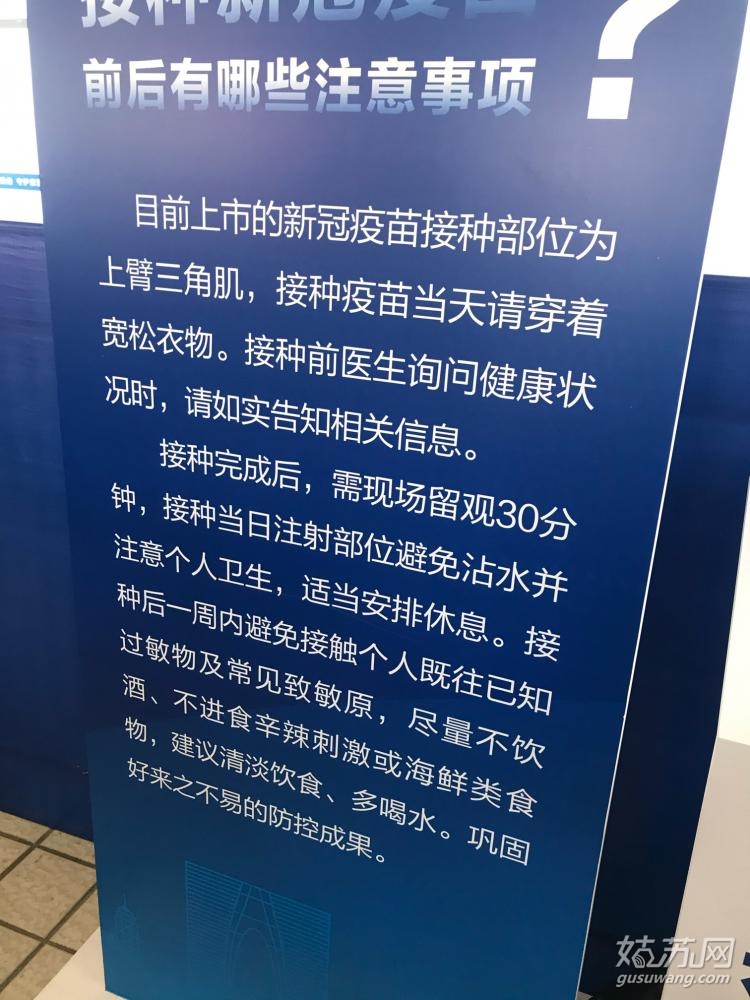 接种新冠疫苗
前后有哪些注意事项
?
目前上市的新冠疫苗接种部位为
上臂三角肌，接种疫苗当天请穿着
宽松衣物。接种前医生询问健康状
况时，请如实告知相关信息。
接种完成后，需现场留观30分
钟，接种当日注射部位避免沾水并
注意个人卫生，适当安排休息。接
种后一周内避免接触个人既往已知
过敏物及常见致敏原，尽量不饮
酒、不进食辛辣刺激或海鲜类食
物，建议清淡饮食、多喝水。巩固
好来之不易的防控成果。
姑苏网
gusuwang.com